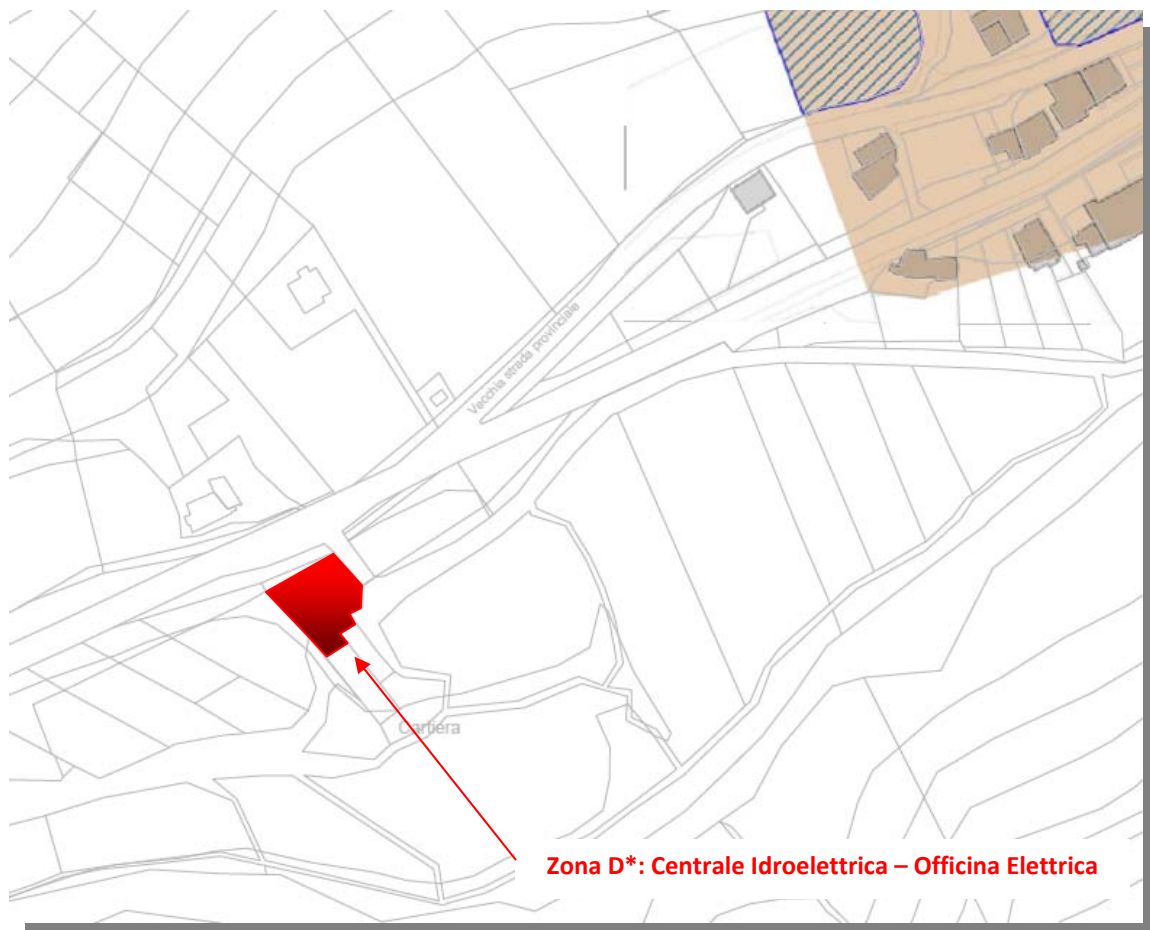 Vecchia strada provinciale
Cartiera
Zona D*: Centrale Idroelettrica – Officina Elettrica